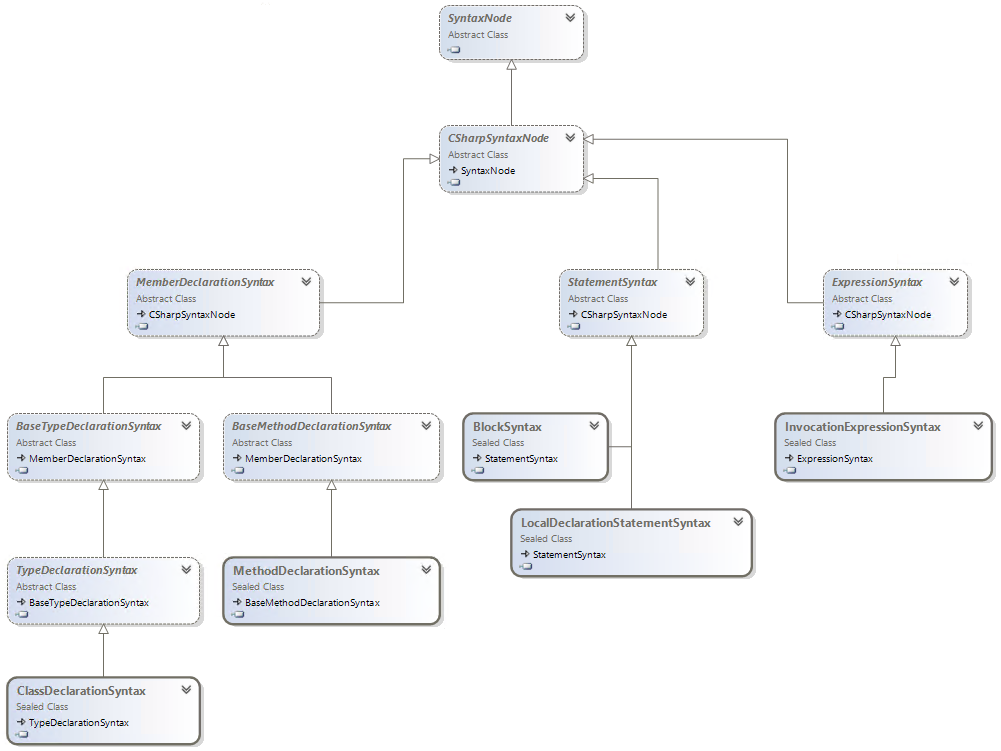 SyntaxNode
Abstract Class
CSharpSyntaxNode
Abstract Class
SyntaxNode
MemberDeclarationSyntax
Abstract Class
CSharpSyntaxNode
StatementSyntax
Abstract Class
CSharpSyntaxNode
ExpressionSyntax
Abstract Class
CSharpSyntaxNode
BaseTypeDeclarationSyntax
Abstract Class
MemberDeclarationSyntax
BaseMethodDeclarationSyntax
Abstract Class
MemberDeclarationSyntax
BlockSyntax
Sealed Class
StatementSyntax
InvocationExpressionSyntax
Sealed Class
ExpressionSyntax
LocalDeclarationStatementSyntax
Sealed Class
StatementSyntax
TypeDeclarationSyntax
Abstract Class
BaseTypeDeclarationSyntax
MethodDeclarationSyntax
Sealed Class
BaseMethodDeclarationSyntax
ClassDeclarationSyntax
Sealed Class
TypeDeclarationSyntax